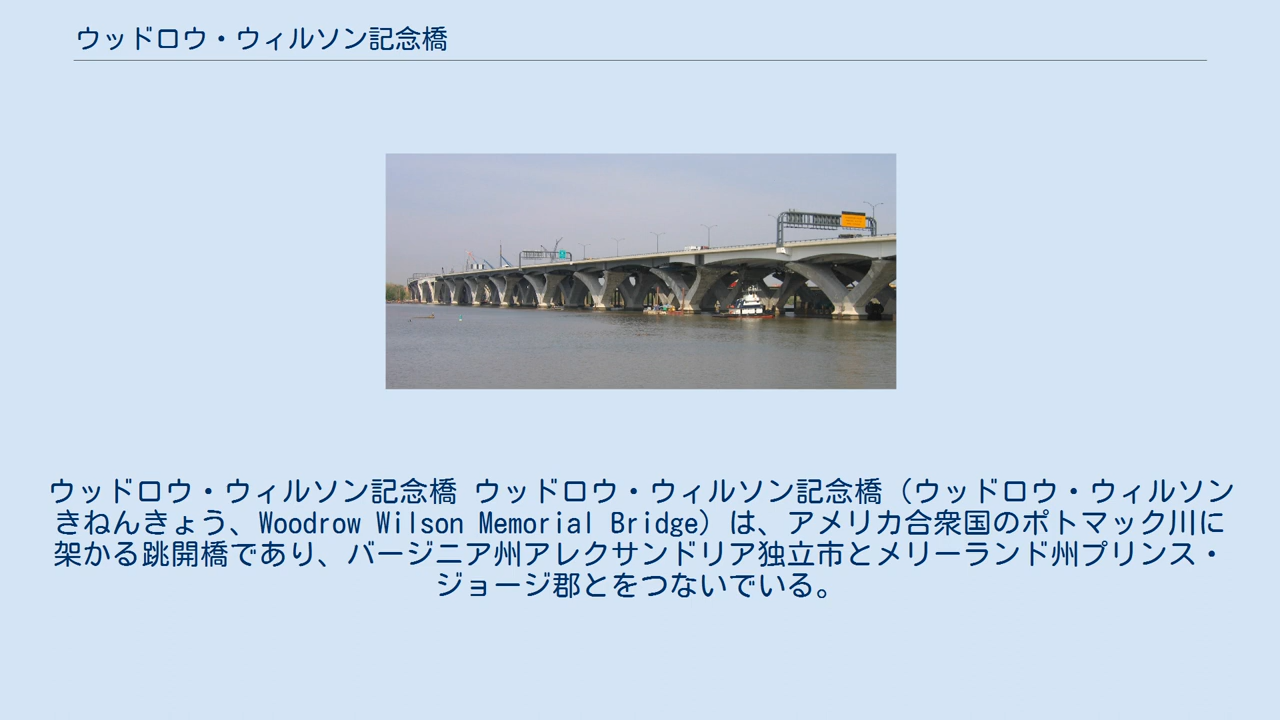 ウッドロウ・ウィルソン記念橋
ウッドロウ・ウィルソン記念橋 ウッドロウ・ウィルソン記念橋（ウッドロウ・ウィルソン
きねんきょう、Woodrow Wilson Memorial Bridge）は、アメリカ合衆国のポトマック川に
架かる跳開橋であり、バージニア州アレクサンドリア独立市とメリーランド州プリンス・
ジョージ郡とをつないでいる。